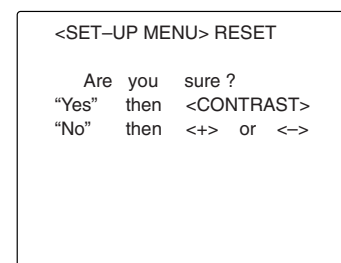 <SET–UP MENU> RESET
Are you sure ?
“Yes” then <CONTRAST>
“No” then <+> or <–>